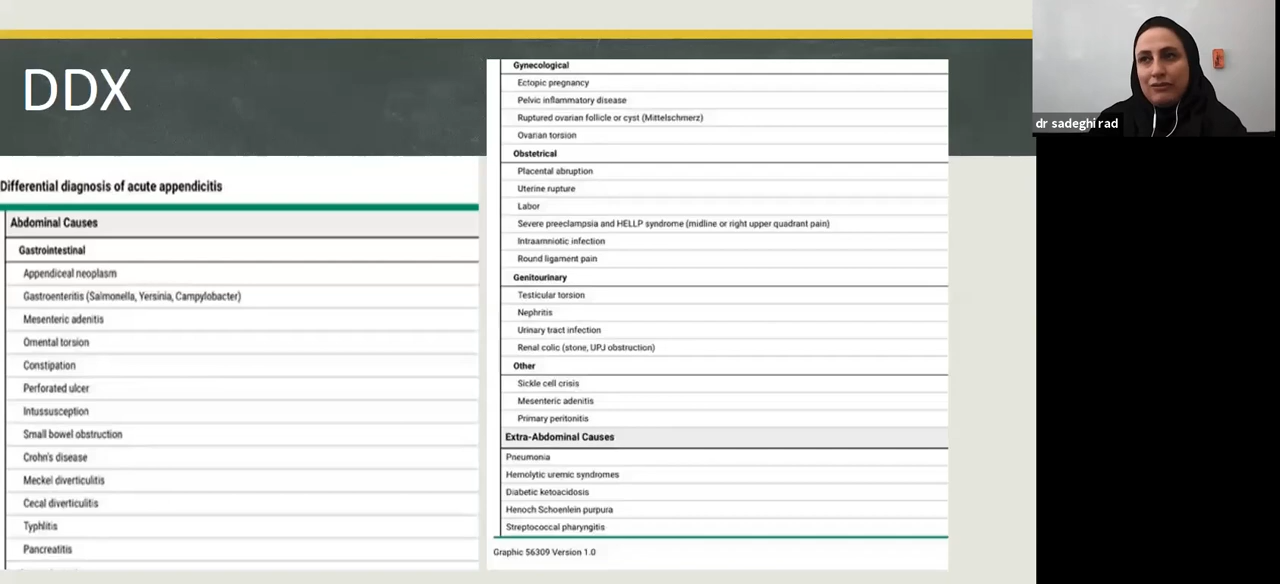 DDX
Differential diagnosis of acute appendicitis
Abdominal Causes
Gastrointestinal
Appendiceal neoplasm
Gastroenteritis (Salmonella, Yersinia, Campylobacter)
Mesenteric adenitis
Omental torsion
Constipation
Perforated ulcer
Intussusception
Small bowel obstruction
Crohn's disease
Meckel diverticulitis
Cecal diverticulitis
Typhlitis
Pancreatitis
Gynecological
Ectopic pregnancy
Pelvic inflammatory disease
Ruptured ovarian follicle or cyst (Mittelschmerz)
Ovarian torsion
Obstetrical
Placental abruption
Uterine rupture
Labor
Severe preeclampsia and HELLP syndrome (midline or right upper quadrant pain)
Intraamniotic infection
Round ligament pain
Genitourinary
Testicular torsion
Nephritis
Urinary tract infection
Renal colic (stone, UPJ obstruction)
Other
Sickle cell crisis
Mesenteric adenitis
Primary peritonitis
Extra-Abdominal Causes
Pneumonia
Hemolytic uremic syndromes
Diabetic ketoacidosis
Henoch Schoenlein purpura
Streptococcal pharyngitis
Graphic 56309 Version 1.0
dr sadeghi rad